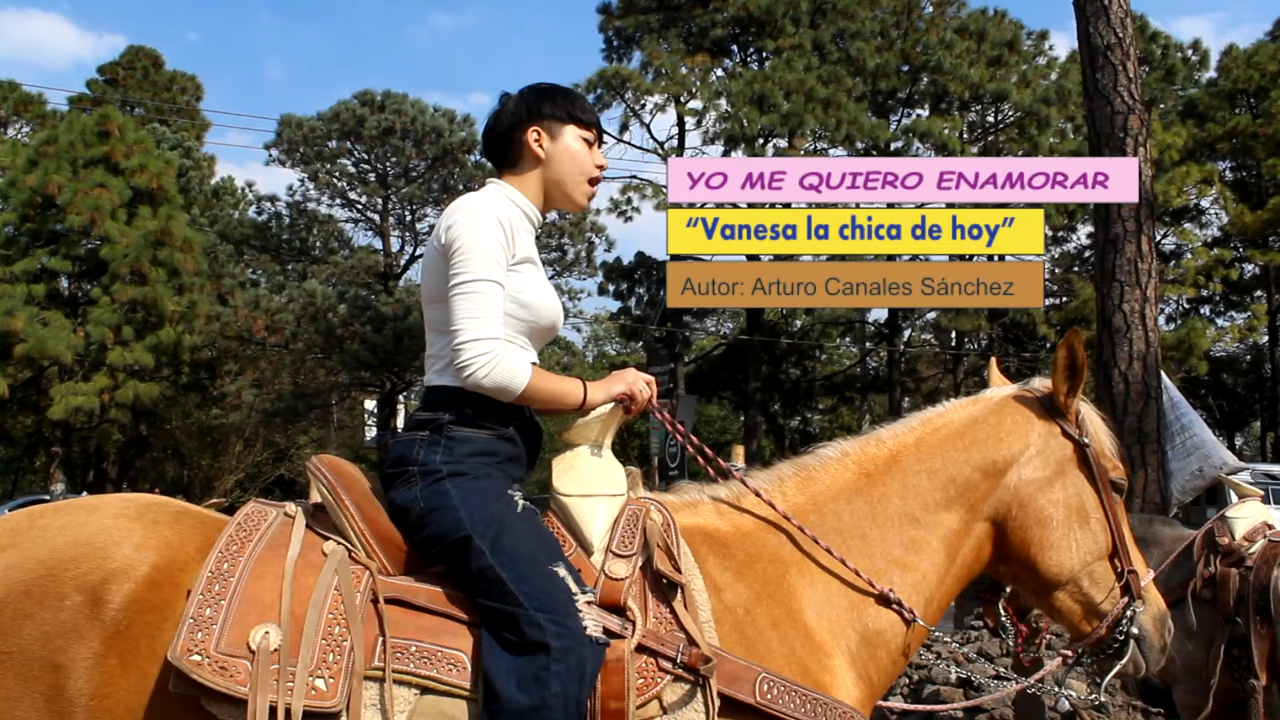 YO ME QUIERO ENAMORAR
“Vanesa la chica de hoy”
Autor: Arturo Canales Sánchez